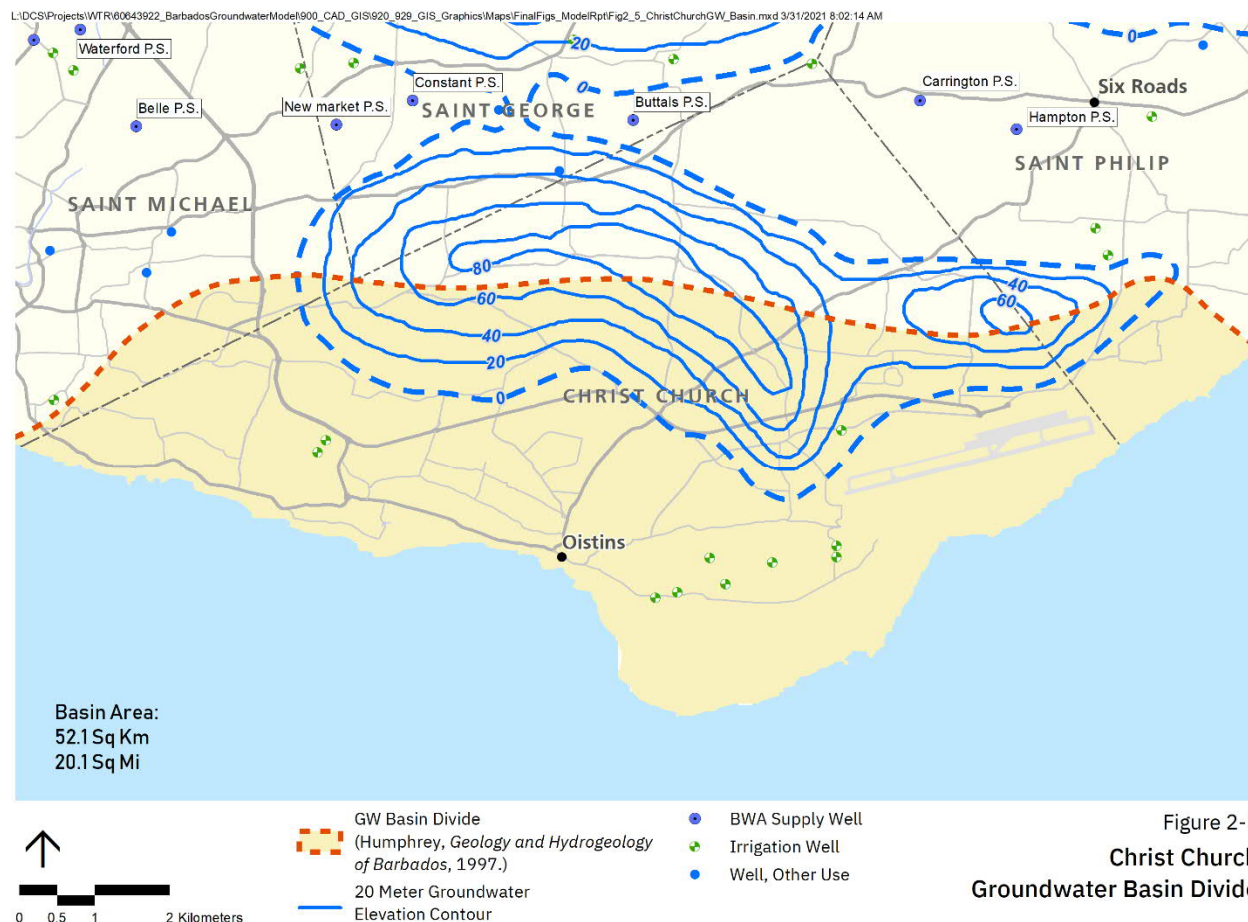 L:\DCS\Projects\WTR\60643922_BarbadosGroundwaterModel\900_CAD_GIS\920_929_GIS_Graphics\Maps\FinalFigs_ModelRpt\Fig2_5_ChristChurchGW_Basin.mxd 3/31/2021 8:02:14 AM
Waterford P.S.
20
0
0
Constant P.S.
Carrington P.S.
Six Roads
Belle P.S.
New market P.S.
SAINT GEORGE
Buttals P.S.
Hampton P.S.
SAINT PHILIP
SAINT MICHAEL
80
40
60
60
40
20
0
CHRIST CHURCH
Oistins
Basin Area:
52.1 Sq Km
20.1 Sq Mi
0 0.5 1 2 Kilometers
GW Basin Divide
(Humphrey, Geology and Hydrogeology
of Barbados, 1997.)
20 Meter Groundwater
Elevation Contour
BWA Supply Well
Irrigation Well
Well, Other Use
Figure 2-
Christ Church
Groundwater Basin Divide